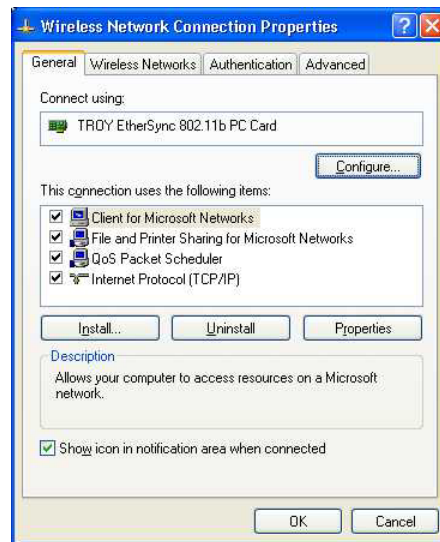 Wireless Network Connection Properties
General Wireless Networks Authentication Advanced
Connect using:
TROY EtherSync 802.11b PC Card
Configure...
This connection uses the following items:
Client for Microsoft Networks
File and Printer Sharing for Microsoft Networks
QoS Packet Scheduler
Internet Protocol (TCP/IP)
Install... Uninstall Properties
Description
Allows your computer to access resources on a Microsoft
network.
Show icon in notification area when connected
OK Cancel